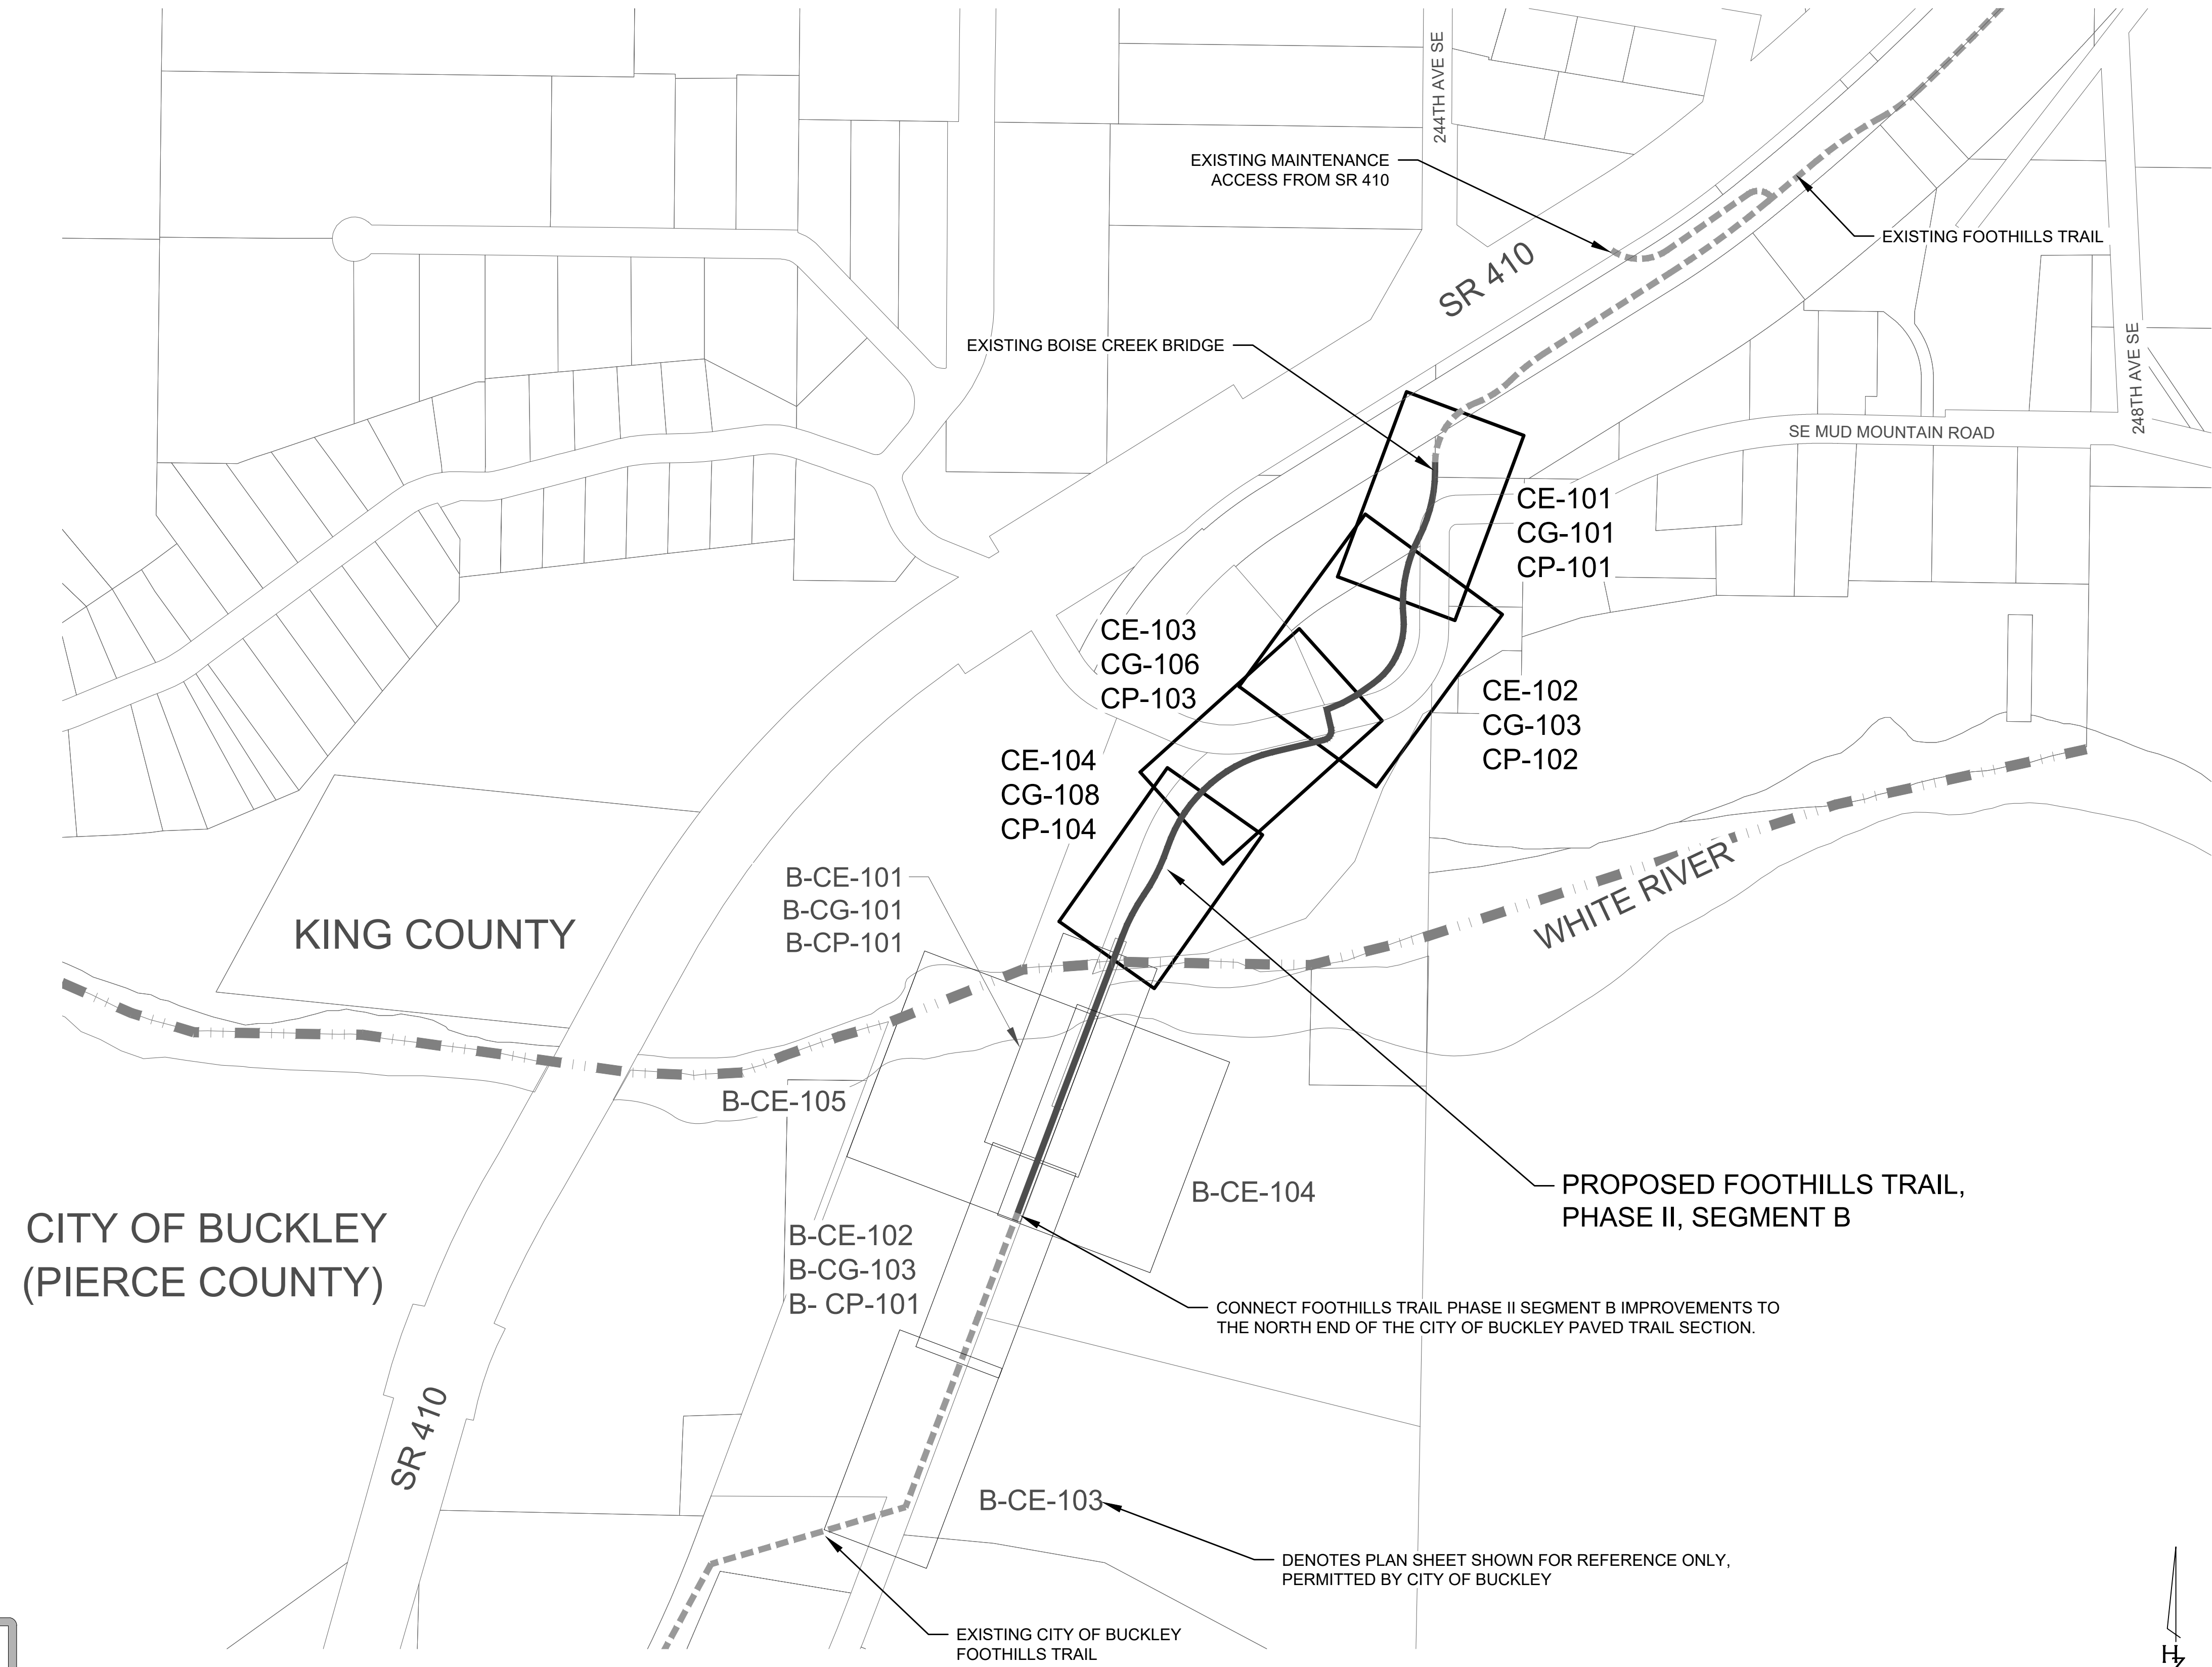 244TH AVE SE
EXISTING MAINTENANCE
ACCESS FROM SR 410
EXISTING FOOTHILLS TRAIL
SR 410
EXISTING BOISE CREEK BRIDGE
248TH AVE SE
SE MUD MOUNTAIN ROAD
CE-101
CG-101
CP-101
CE-103
CG-106
CP-103
CE-102
CG-103
CP-102
CE-104
CG-108
CP-104
B-CE-101
B-CG-101
B-CP-101
KING COUNTY
WHITE RIVER
B-CE-105
B-CE-104
PROPOSED FOOTHILLS TRAIL,
PHASE II, SEGMENT B
CITY OF BUCKLEY
(PIERCE COUNTY)
B-CE-102
B-CG-103
B- CP-101
CONNECT FOOTHILLS TRAIL PHASE II SEGMENT B IMPROVEMENTS TO
THE NORTH END OF THE CITY OF BUCKLEY PAVED TRAIL SECTION.
SR 410
B-CE-103
DENOTES PLAN SHEET SHOWN FOR REFERENCE ONLY,
PERMITTED BY CITY OF BUCKLEY
EXISTING CITY OF BUCKLEY
FOOTHILLS TRAIL